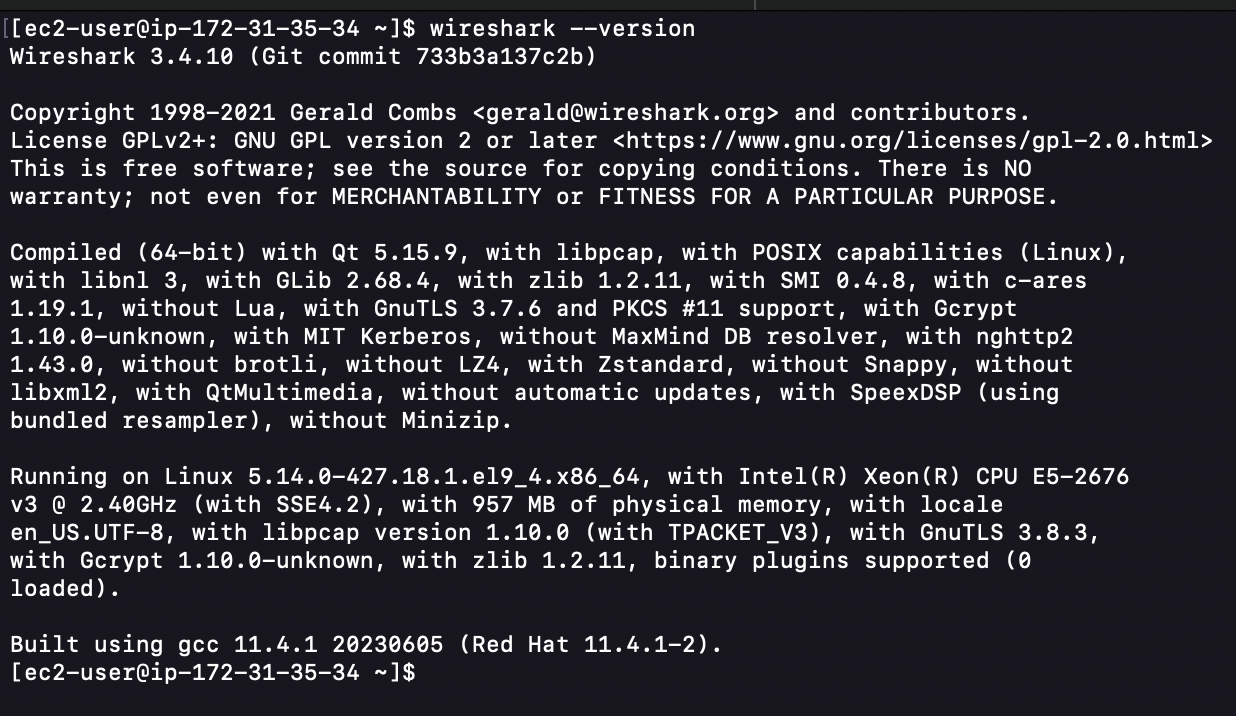 [[ec2-user@ip-172-31-35-34 ~]$ wireshark --version
Wireshark 3.4.10 (Git commit 733b3a137c2b)
Copyright 1998-2021 Gerald Combs <gerald@wireshark.org> and contributors.
License GPLv2+: GNU GPL version 2 or later <https://www.gnu.org/licenses/gpl-2.0.html>
This is free software; see the source for copying conditions. There is NO
warranty; not even for MERCHANTABILITY or FITNESS FOR A PARTICULAR PURPOSE.
Compiled (64-bit) with Qt 5.15.9, with libpcap, with POSIX capabilities (Linux),
with libnl 3, with GLib 2.68.4, with zlib 1.2.11, with SMI 0.4.8, with c-ares
1.19.1, without Lua, with GnuTLS 3.7.6 and PKCS #11 support, with Gcrypt
1.10.0-unknown, with MIT Kerberos, without MaxMind DB resolver, with nghttp2
1.43.0, without brotli, without LZ4, with Zstandard, without Snappy, without
libxml2, with QtMultimedia, without automatic updates, with SpeexDSP (using
bundled resampler), without Minizip.
Running on Linux 5.14.0-427.18.1.el9_4.x86_64, with Intel(R) Xeon(R) CPU E5-2676
v3 @ 2.40GHz (with SSE4.2), with 957 MB of physical memory, with locale
en_US.UTF-8, with libpcap version 1.10.0 (with TPACKET_V3), with GnuTLS 3.8.3,
with Gcrypt 1.10.0-unknown, with zlib 1.2.11, binary plugins supported (0
loaded).
Built using gcc 11.4.1 20230605 (Red Hat 11.4.1-2).
[ec2-user@ip-172-31-35-34 ~]$